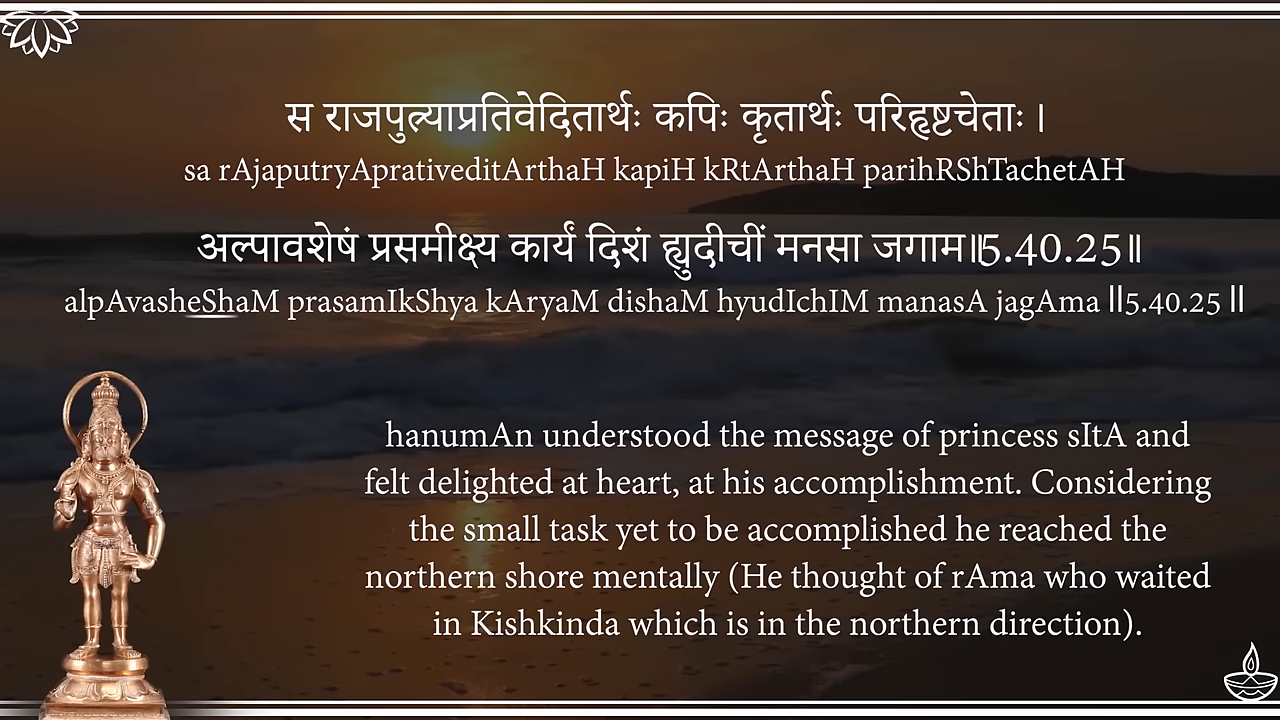 स राजपुत्र्याप्रतिवेदितार्थः कपिः कृतार्थः परिहृष्टचेताः ।
sa rAjaputryAprativeditArthaH kapiH kRtArthaH parihRShTachetAH
अल्पावशेषं प्रसमीक्ष्य कार्यं दिशं ह्युदीचीं मनसा जगाम॥5.40.25॥
alpAvasheShaM prasamIkShya kAryaM dishaM hyudIchIM manasA jagAma ॥5.40.25 ॥
hanumAn understood the message of princess sItA and
felt delighted at heart, at his accomplishment. Considering
the small task yet to be accomplished he reached the
northern shore mentally (He thought of rAma who waited
in Kishkinda which is in the northern direction).